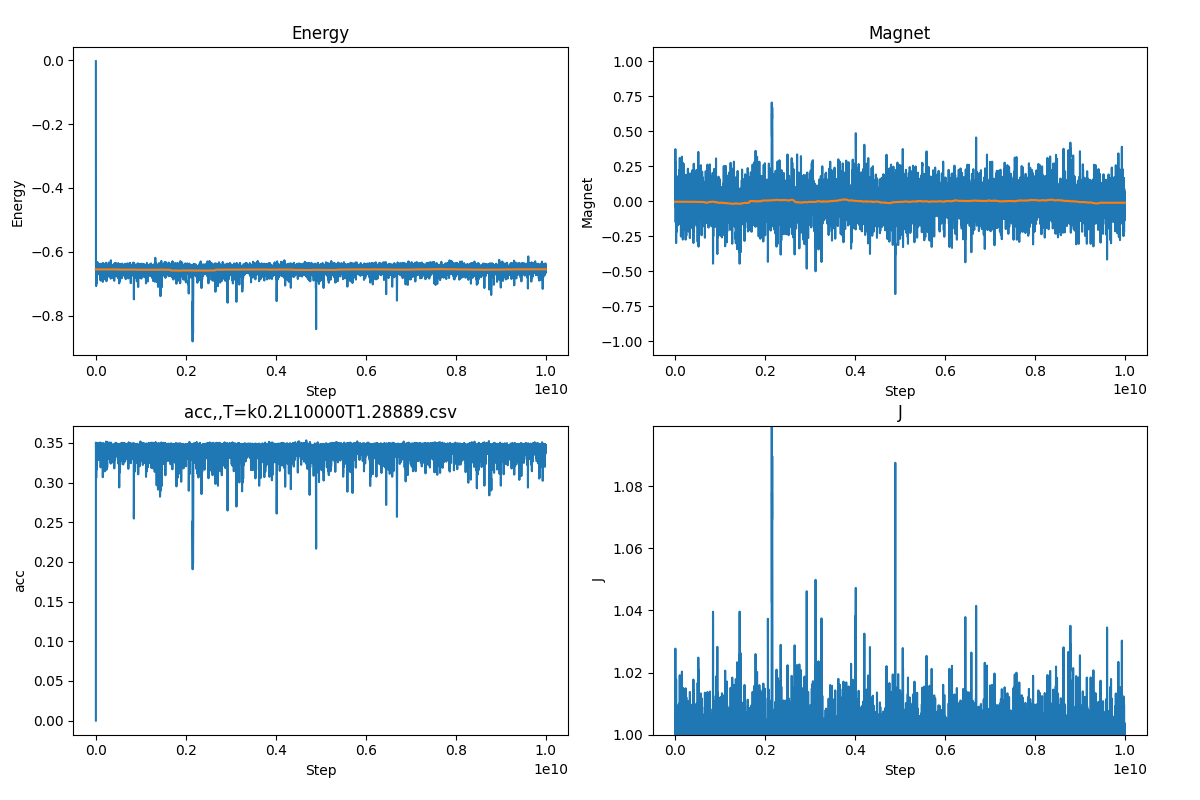 Energy
Energy
0.0
−0.2
−0.4
−0.6
−0.8
0.0 0.2 0.4 0.6 0.8 1.0
Step
1e10
Magnet
Magnet
1.00
0.75
0.50
0.25
0.00
−0.25
−0.50
−0.75
−1.00
0.0 0.2 0.4 0.6 0.8 1.0
Step
1e10
acc,,T=k0.2L10000T1.28889.csv
acc
0.35
0.30
0.25
0.20
0.15
0.10
0.05
0.00
0.0 0.2 0.4 0.6 0.8 1.0
Step
1e10
J
J
1.08
1.06
1.04
1.02
1.00
0.0 0.2 0.4 0.6 0.8 1.0
Step
1e10